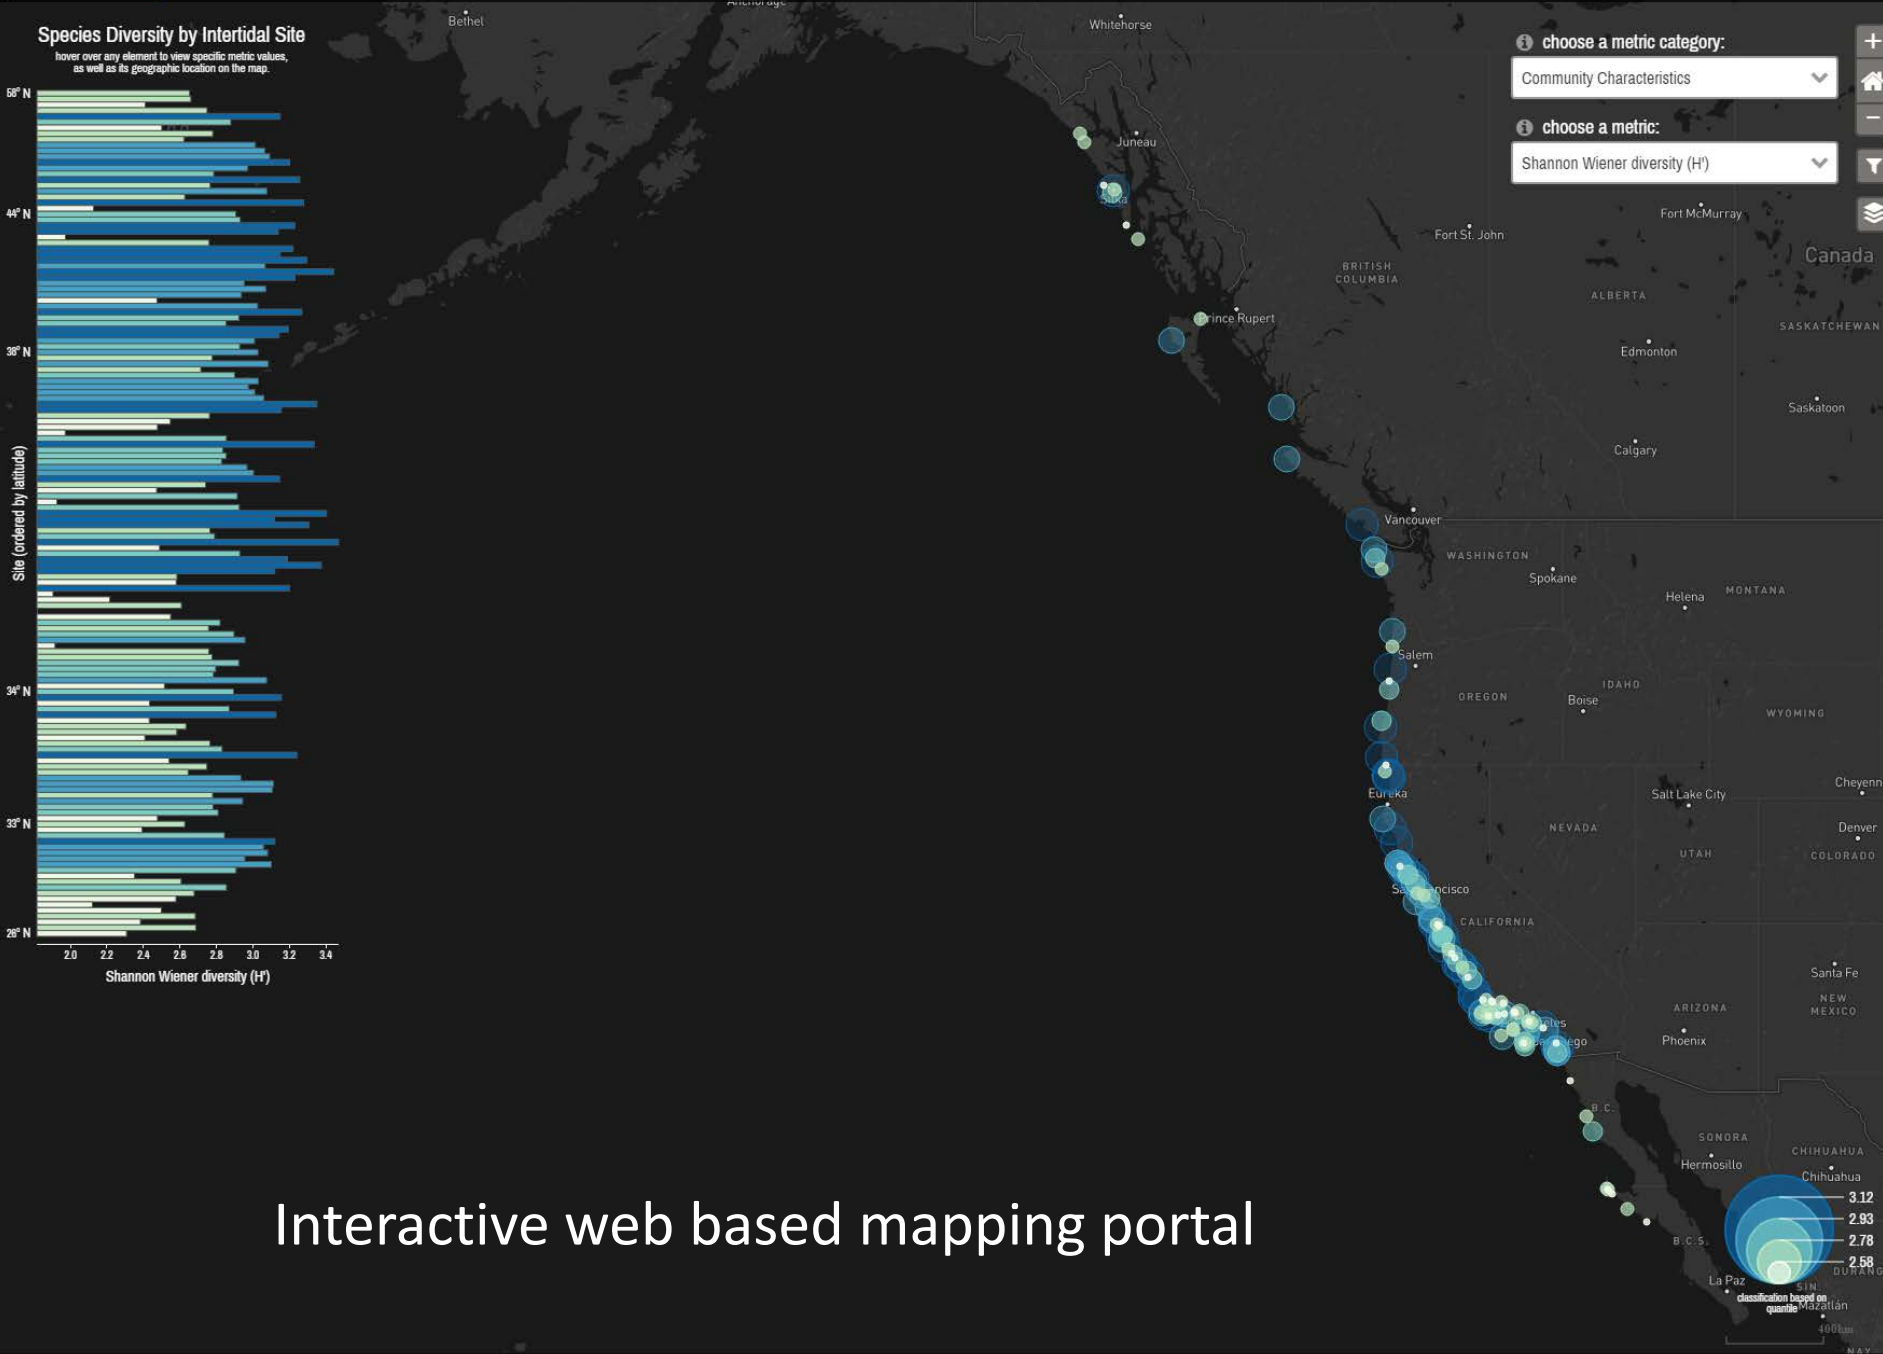 Species Diversity by Intertidal Site
hover over any element to view specific metric values,
as well as its geographic location on the map.
58° N
44° N
38° N
34° N
33° N
26° N
Site (ordered by latitude)
2.0 2.2 2.4 2.6 2.8 3.0 3.2 3.4
Shannon Wiener diversity (H')
Bethel
Anchorage
Whitehorse
Juneau
Sitka
Prince Rupert
BRITISH
COLUMBIA
Fort St. John
Fort McMurray
Canada
ALBERTA
SASKATCHEWAN
Edmonton
Saskatoon
Calgary
Vancouver
WASHINGTON
Spokane
Helena
MONTANA
Salem
OREGON
IDAHO
Boise
WYOMING
Eureka
Salt Lake City
Cheyenn
NEVADA
UTAH
Denver
COLORADO
CALIFORNIA
Santa Fe
NEW
MEXICO
ARIZONA
Phoenix
B.C.
SONORA
Hermosillo
CHIHUAHUA
Chihuahua
B.C.S.
La Paz
DURANG
SIN.
Mazatlán
choose a metric category:
Community Characteristics
choose a metric:
Shannon Wiener diversity (H')
+
−
3.12
2.93
2.78
2.58
classification based on
quantile
400km
NAY.
Interactive web based mapping portal